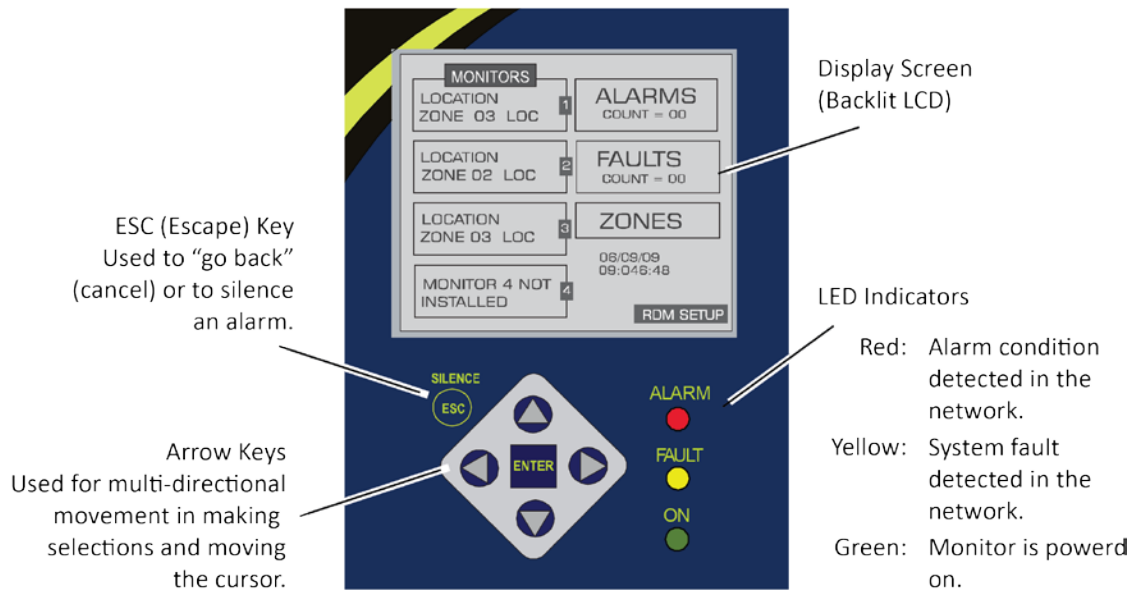 MONITORS
LOCATION
ZONE 03 LOC
1
ALARMS
COUNT = 00
LOCATION
ZONE 02 LOC
2
FAULTS
COUNT = 00
LOCATION
ZONE 03 LOC
3
ZONES
06/09/09
09:046:48
MONITOR 4 NOT
INSTALLED
4
RDM SETUP
Display Screen
(Backlit LCD)
ESC (Escape) Key
Used to “go back”
(cancel) or to silence
an alarm.
SILENCE
ESC
ENTER
Arrow Keys
Used for multi-directional
movement in making
selections and moving
the cursor.
ALARM
FAULT
ON
LED Indicators
Red: Alarm condition
detected in the
network.
Yellow: System fault
detected in the
network.
Green: Monitor is powerd
on.